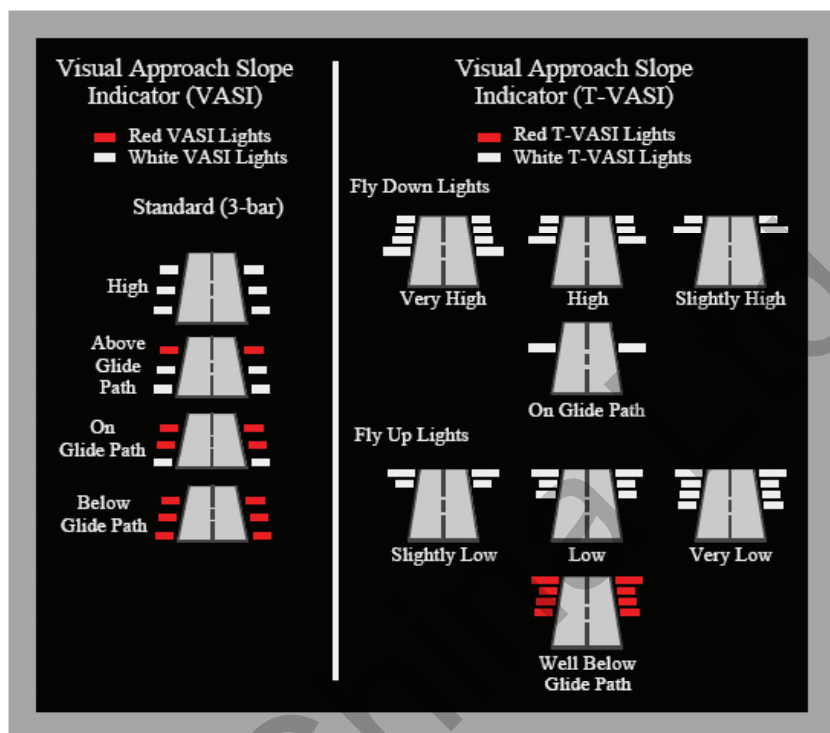 Visual Approach Slope
Indicator (VASI)
Red VASI Lights
White VASI Lights
Standard (3-bar)
High
Above
Glide
Path
On
Glide Path
Below
Glide Path
Visual Approach Slope
Indicator (T-VASI)
Red T-VASI Lights
White T-VASI Lights
Fly Down Lights
Very High
High
Slightly High
On Glide Path
Fly Up Lights
Slightly Low
Low
Very Low
Well Below
Glide Path